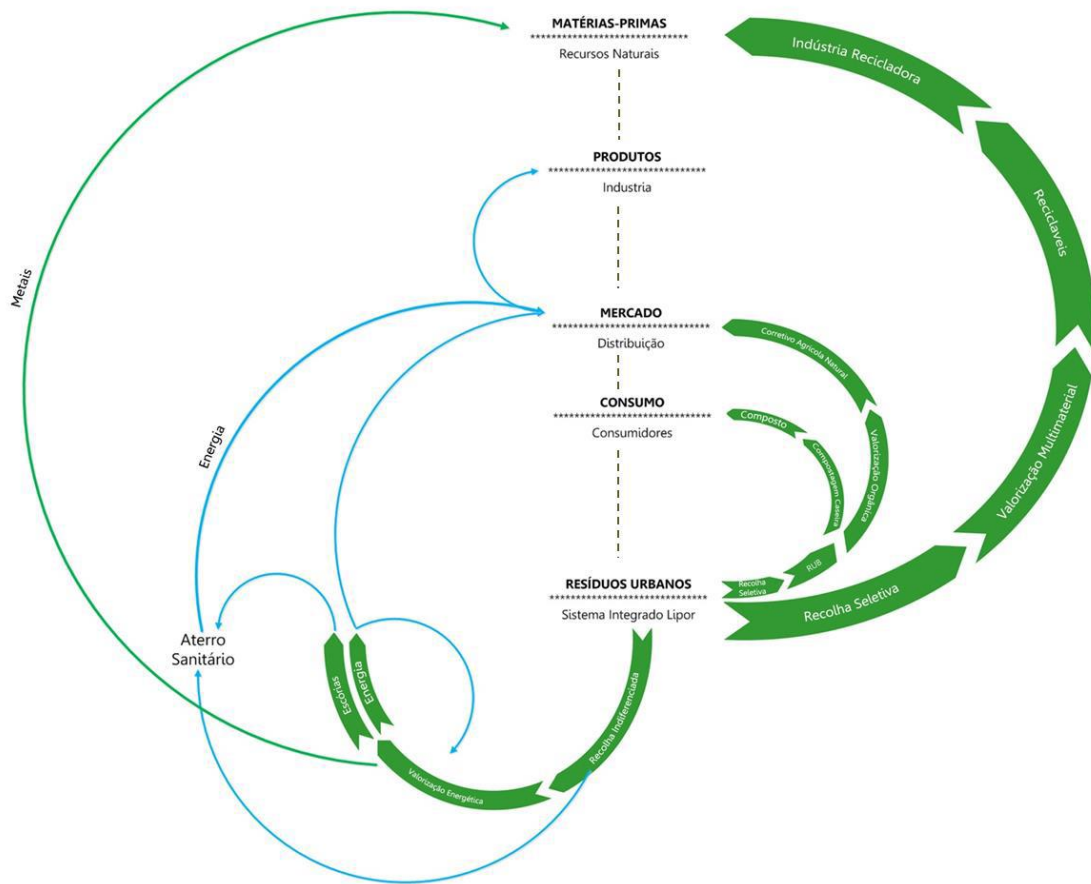 MATÉRIAS-PRIMAS
******************************
Recursos Naturais
Indústria Recicladora
PRODUTOS
******************************
Industria
Recicláveis
Metais
MERCADO
******************************
Distribuição
Corretivo Agrícola Natural
Energia
CONSUMO
******************************
Consumidores
Composto
Compostagem Caseira
Valorização Orgânica
Valorização Multimaterial
RESÍDUOS URBANOS
******************************
Sistema Integrado Lipor
Recolha
Seletiva
RUB
Recolha Seletiva
Aterro
Sanitário
Escórias
Energia
Recolha Indiferenciada
Valorização Energética